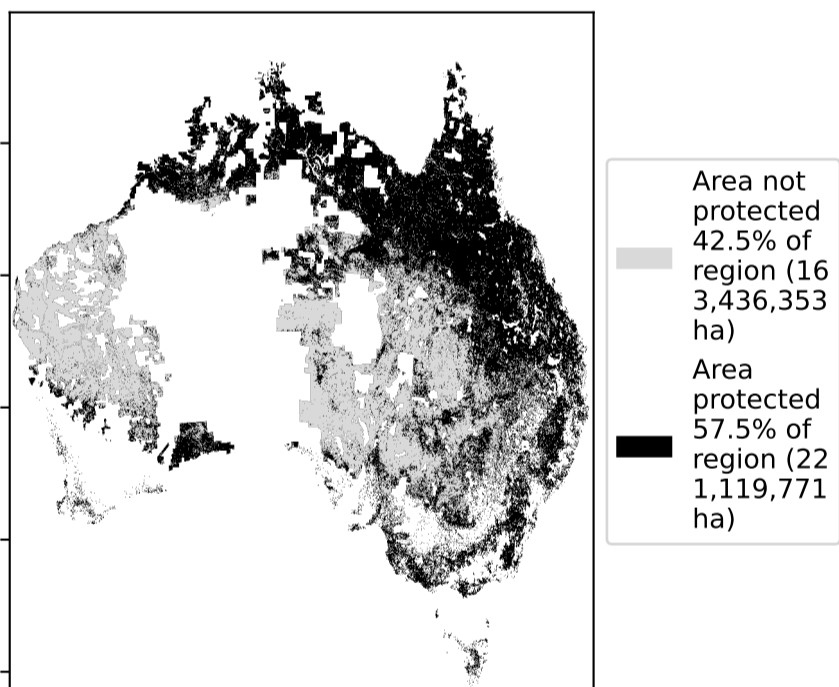 Area not
protected
42.5% of
region (16
3,436,353
ha)
Area
protected
57.5% of
region (22
1,119,771
ha)